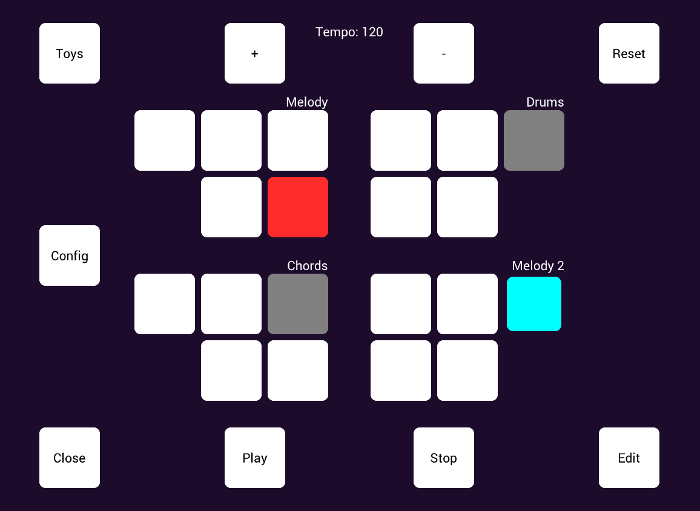 Tempo: 120
Toys
+
-
Reset
Melody
Drums
Config
Chords
Melody 2
Close
Play
Stop
Edit